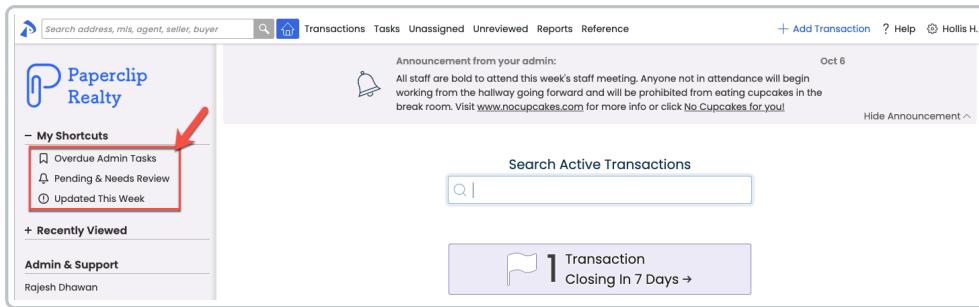 Search address, mls, agent, seller, buyer
Transactions Tasks Unassigned Unreviewed Reports Reference
+ Add Transaction ? Help Hollis H.
Paperclip
Realty
− My Shortcuts
Overdue Admin Tasks
Pending & Needs Review
Updated This Week
+ Recently Viewed
Admin & Support
Rajesh Dhawan
Announcement from your admin: Oct 6
All staff are bold to attend this week's staff meeting. Anyone not in attendance will begin
working from the hallway going forward and will be prohibited from eating cupcakes in the
break room. Visit www.nocupcakes.com for more info or click No Cupcakes for you!
Hide Announcement
Search Active Transactions
1 Transaction
Closing In 7 Days →